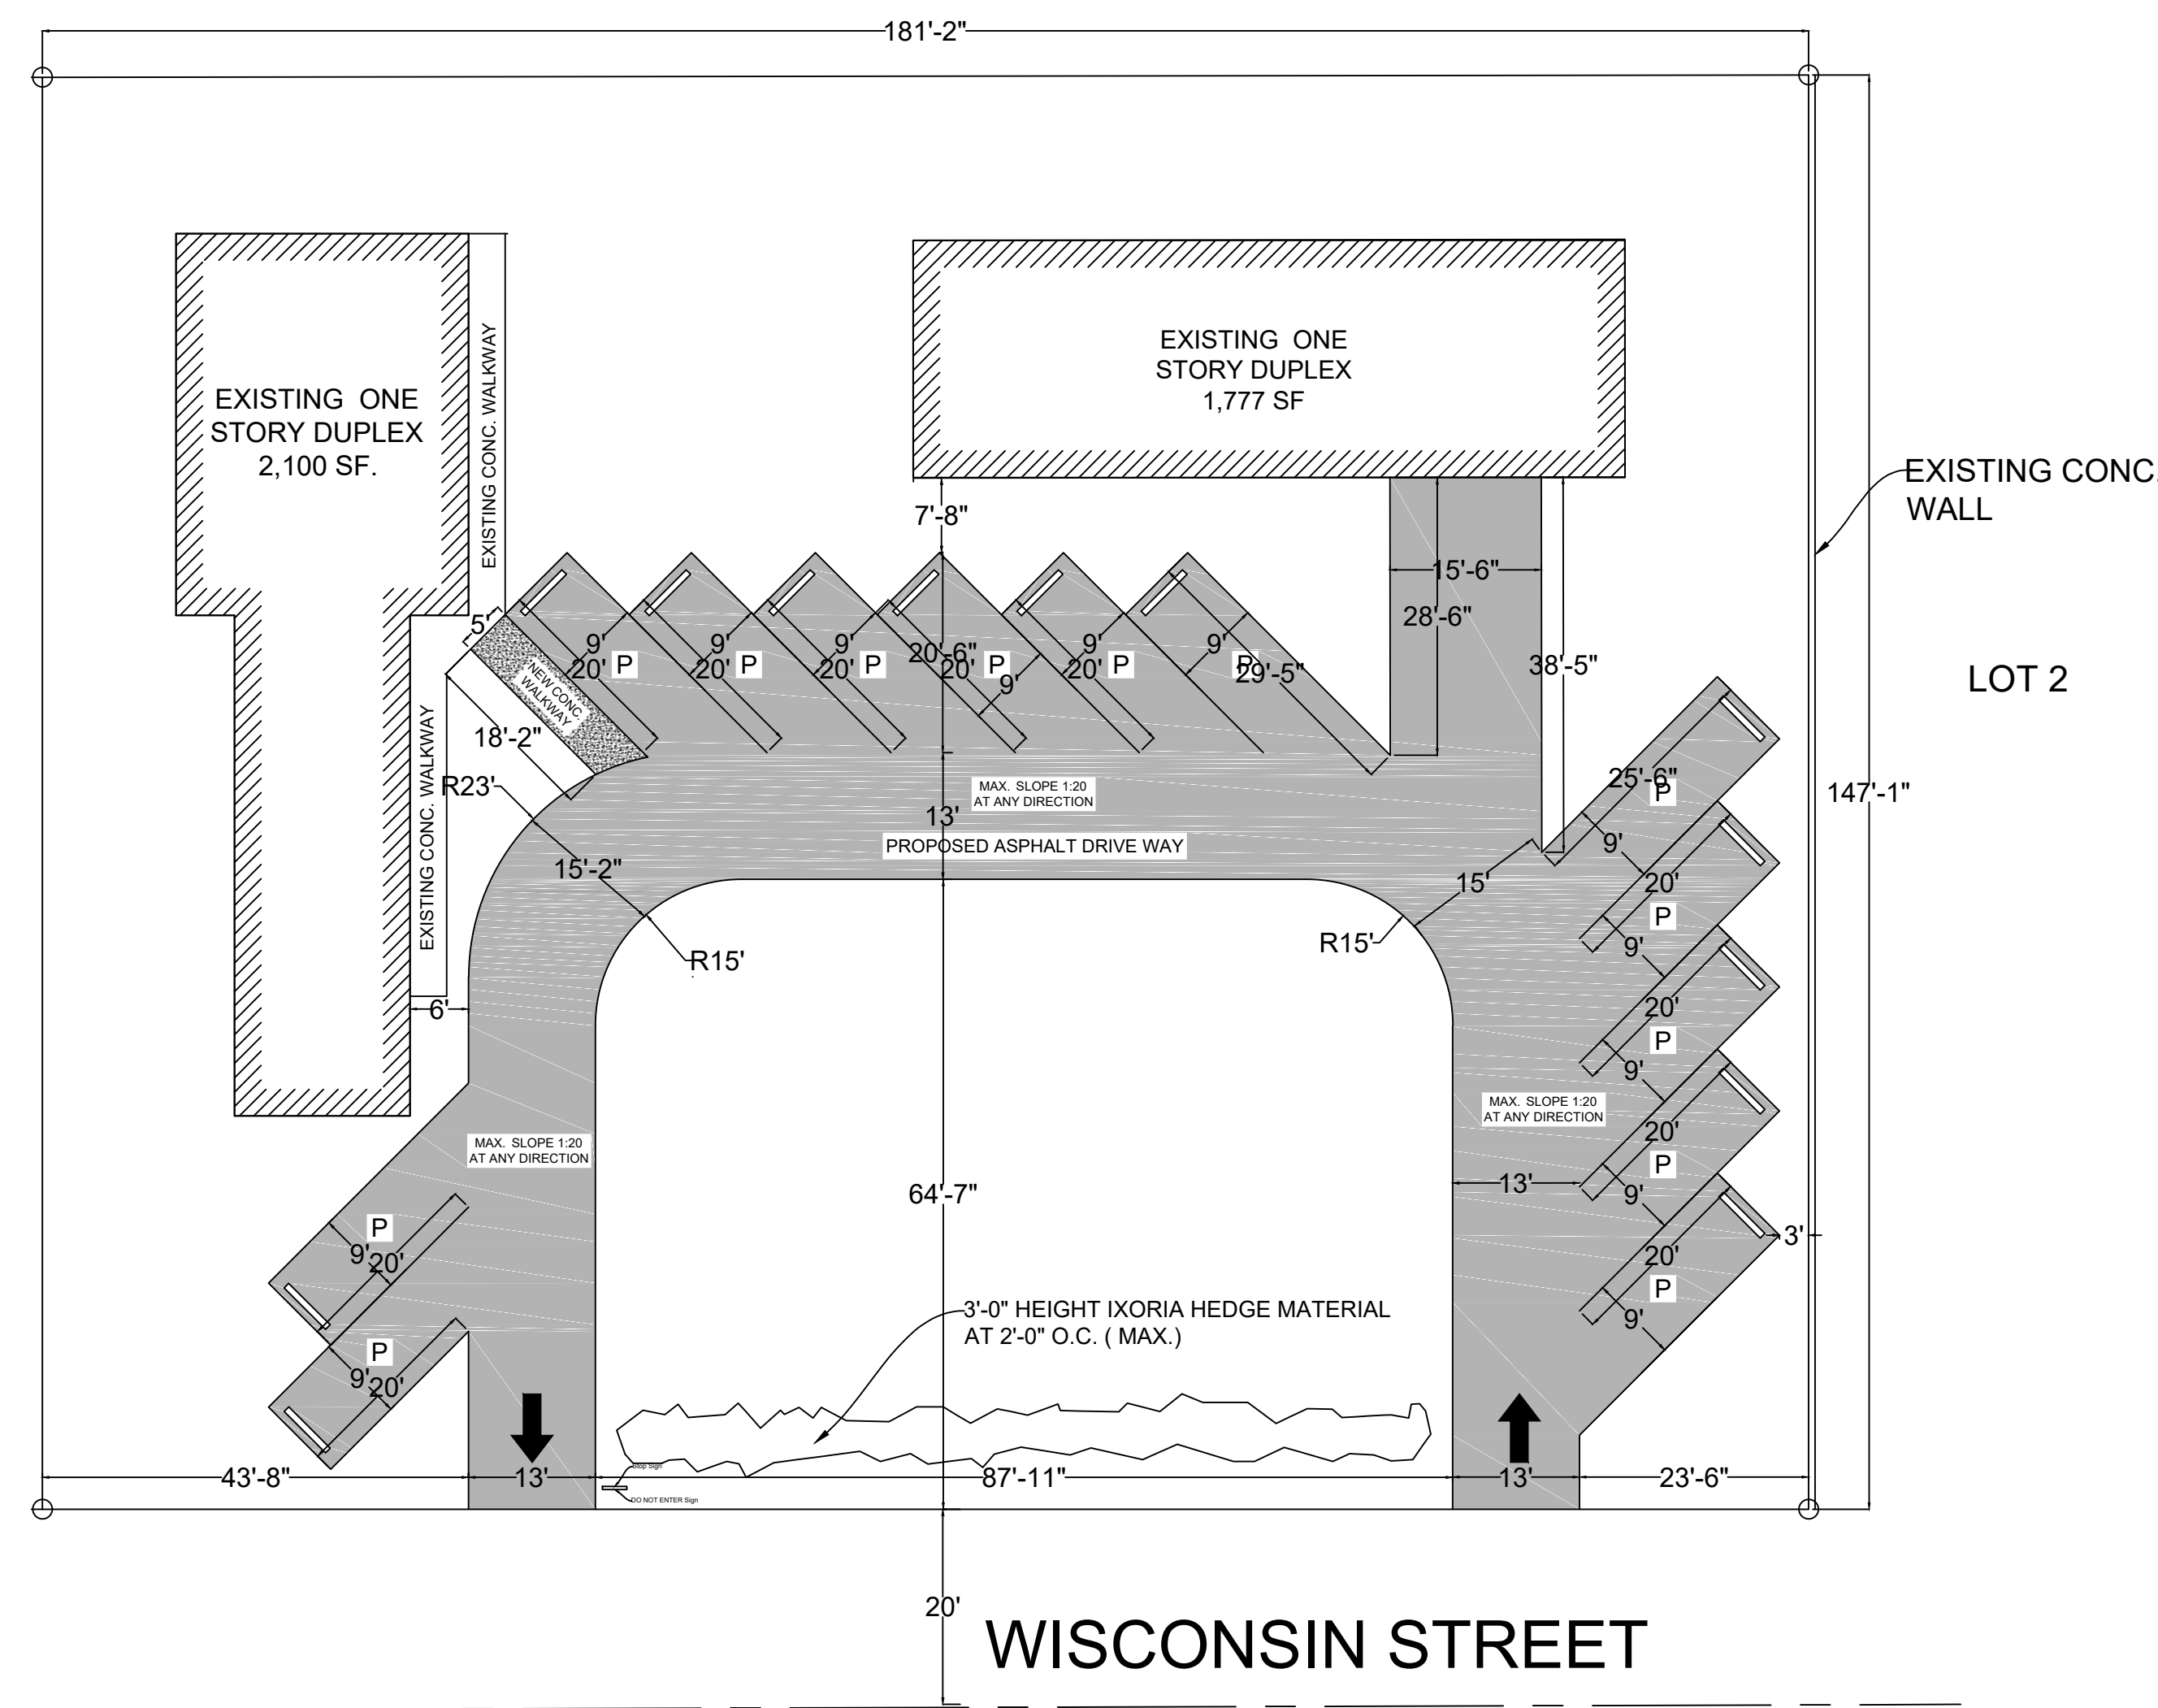 181'-2"
EXISTING ONE
STORY DUPLEX
2,100 SF.
EXISTING CONC. WALKWAY
EXISTING ONE
STORY DUPLEX
1,777 SF
EXISTING CONC.
WALL
LOT 2
7'-8"
15'-6"
28'-6"
38'-5"
5'
NEW CONC.
WALKWAY
18'-2"
EXISTING CONC. WALKWAY
9'
20'
P
9'
20'
P
9'
20'
P
20'-6"
20'
P
9'
9'
20'
P
9'
P
29'-5"
R23'
15'-2"
R15'
6'
MAX. SLOPE 1:20
AT ANY DIRECTION
13'
PROPOSED ASPHALT DRIVE WAY
15'
R15'
25'-6"
P
9'
20'
P
9'
20'
P
9'
20'
P
9'
20'
P
9'
147'-1"
3'
MAX. SLOPE 1:20
AT ANY DIRECTION
MAX. SLOPE 1:20
AT ANY DIRECTION
13'
64'-7"
P
9'
20'
P
9'
20'
3'-0" HEIGHT IXORIA HEDGE MATERIAL
AT 2'-0" O.C. ( MAX.)
Stop Sign
DO NOT ENTER Sign
43'-8"
13'
87'-11"
13'
23'-6"
20'
WISCONSIN STREET